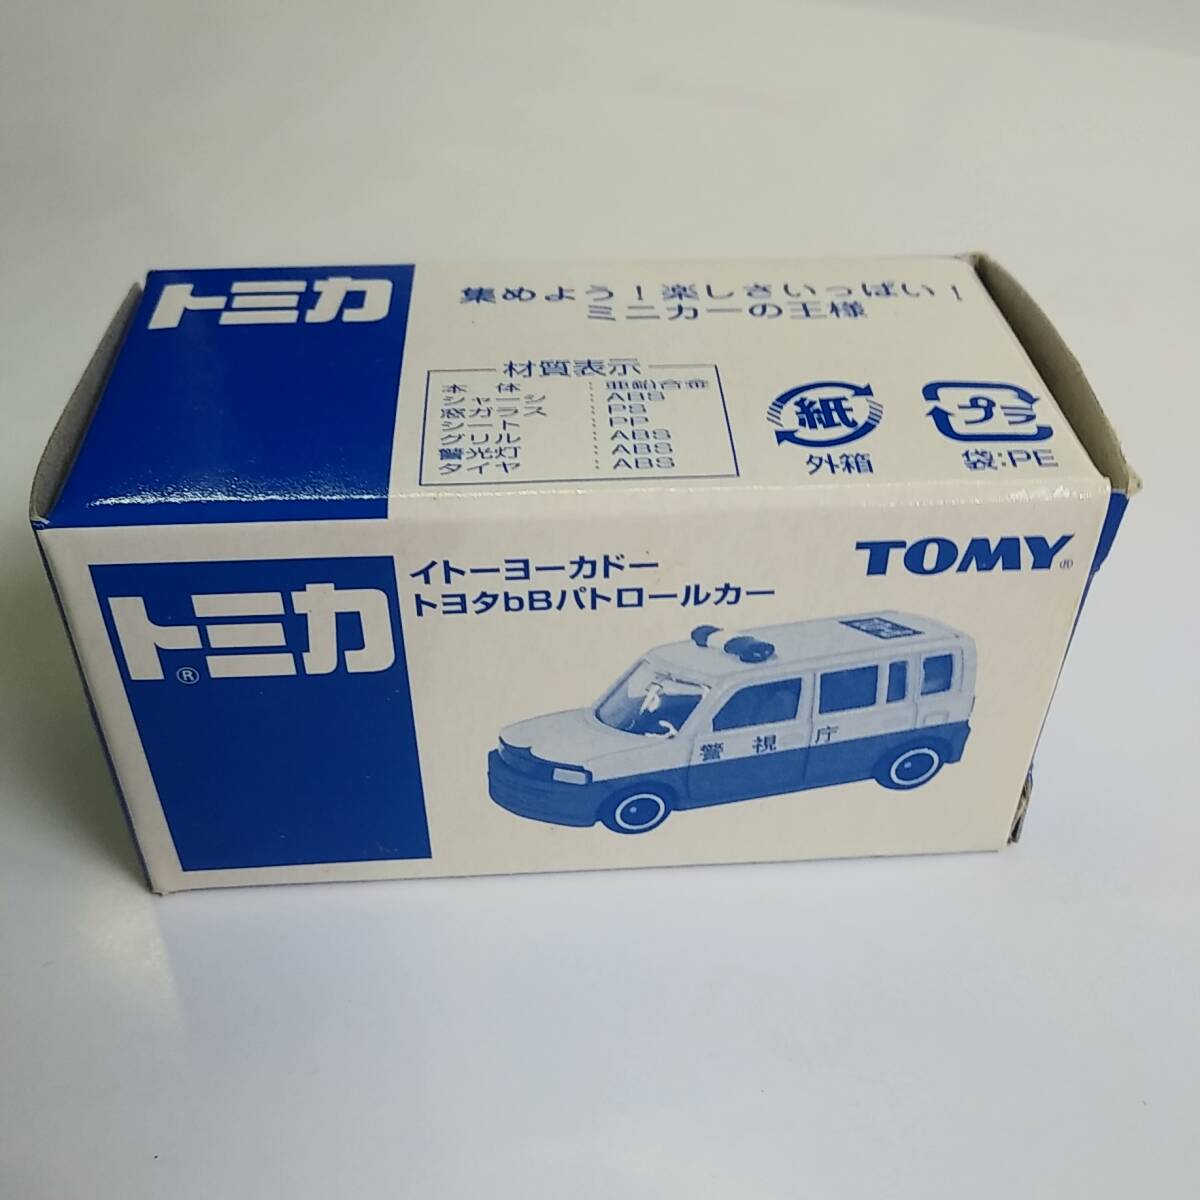 トミカ
集めよう！楽しさいっぱい！
ミニカーの王様
材質表示
本体……亜鉛合金
シャーシ……ABS
窓ガラス……PS
シート……PP
グリル……ABS
警光灯……ABS
タイヤ……ABS
紙
外箱
プラ
袋:PE
トミカ®
イトーヨーカドー
トヨタbBパトロールカー
TOMY®
警視庁